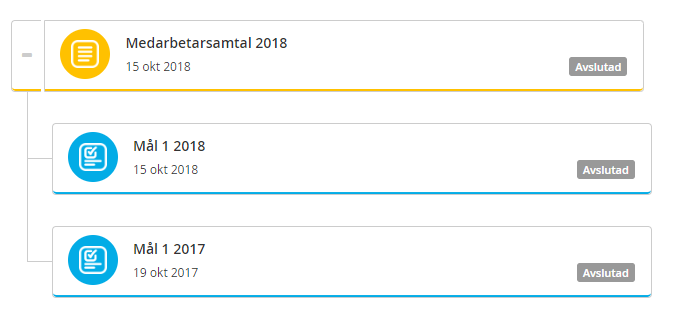 Medarbetarsamtal 2018
15 okt 2018
Avslutad
Mål 1 2018
15 okt 2018
Avslutad
Mål 1 2017
19 okt 2017
Avslutad